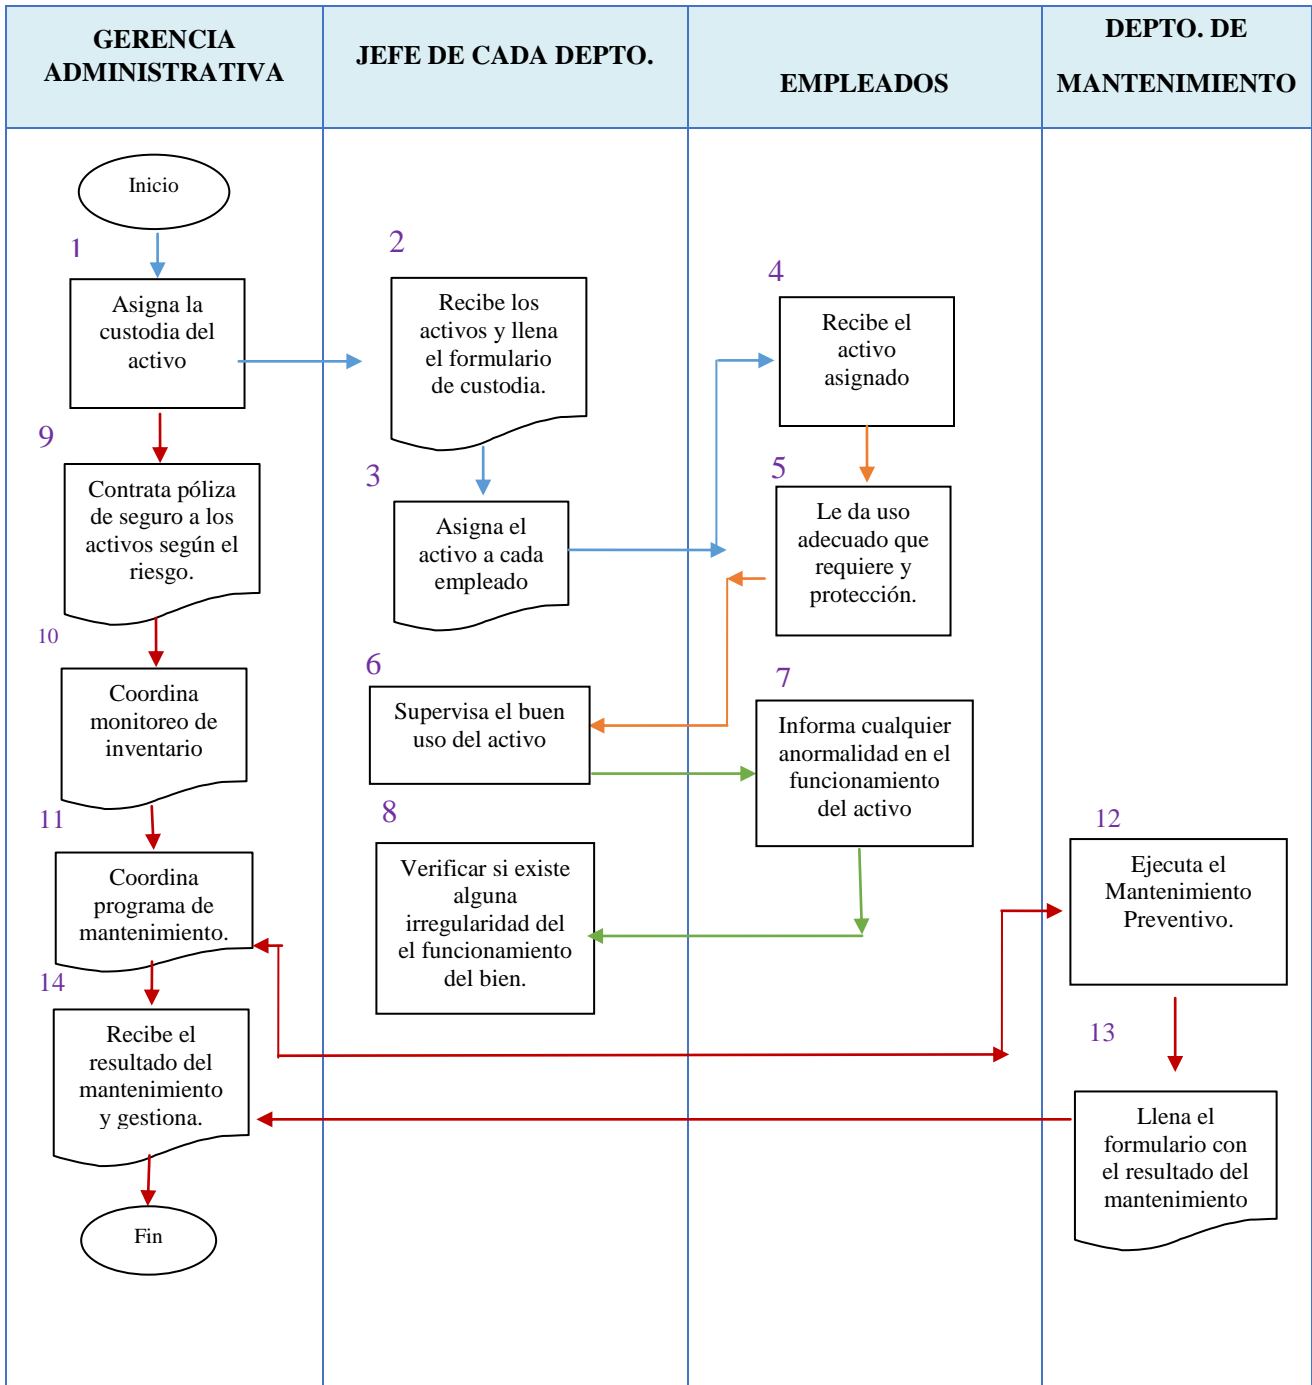 GERENCIA
ADMINISTRATIVA
JEFE DE CADA DEPTO.
EMPLEADOS
DEPTO. DE
MANTENIMIENTO
Inicio
1
Asigna la
custodia del
activo
2
Recibe los
activos y llena
el formulario
de custodia.
3
Asigna el
activo a cada
empleado
4
Recibe el
activo
asignado
5
Le da uso
adecuado que
requiere y
protección.
6
Supervisa el buen
uso del activo
7
Informa cualquier
anormalidad en el
funcionamiento
del activo
8
Verificar si existe
alguna
irregularidad del
el funcionamiento
del bien.
9
Contrata póliza
de seguro a los
activos según el
riesgo.
10
Coordina
monitoreo de
inventario
11
Coordina
programa de
mantenimiento.
12
Ejecuta el
Mantenimiento
Preventivo.
13
Llena el
formulario con
el resultado del
mantenimiento
14
Recibe el
resultado del
mantenimiento
y gestiona.
Fin